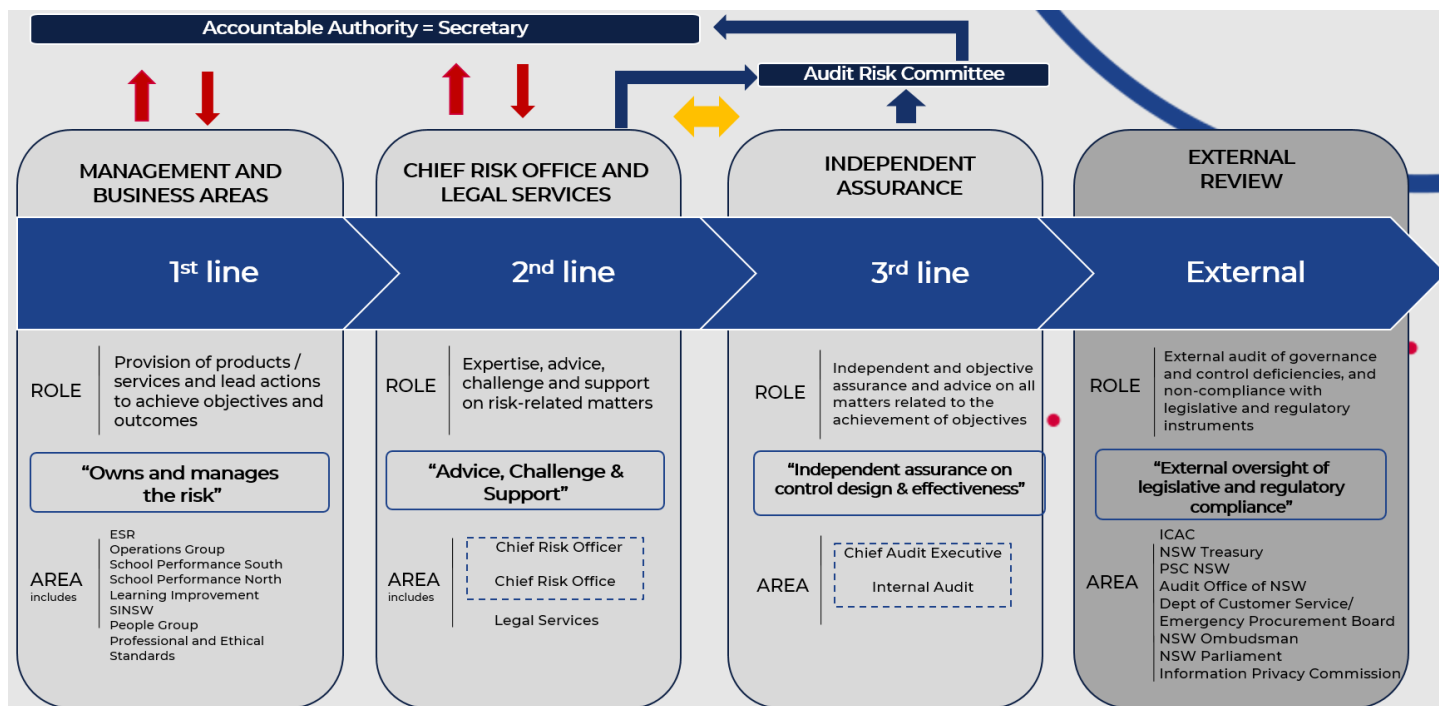 Accountable Authority = Secretary
Audit Risk Committee
MANAGEMENT AND
BUSINESS AREAS
CHIEF RISK OFFICE AND
LEGAL SERVICES
INDEPENDENT
ASSURANCE
EXTERNAL
REVIEW
1st line
2nd line
3rd line
External
ROLE
Provision of products /
services and lead actions
to achieve objectives and
outcomes
ROLE
Expertise, advice,
challenge and support
on risk-related matters
ROLE
Independent and objective
assurance and advice on all
matters related to the
achievement of objectives
ROLE
External audit of governance
and control deficiencies, and
non-compliance with
legislative and regulatory
instruments
“Owns and manages
the risk”
“Advice, Challenge &
Support”
“Independent assurance on
control design & effectiveness”
“External oversight of
legislative and regulatory
compliance”
AREA
includes
ESR
Operations Group
School Performance South
School Performance North
Learning Improvement
SINSW
People Group
Professional and Ethical
Standards
AREA
includes
Chief Risk Officer
Chief Risk Office
Legal Services
AREA
Chief Audit Executive
Internal Audit
AREA
ICAC
NSW Treasury
PSC NSW
Audit Office of NSW
Dept of Customer Service/
Emergency Procurement Board
NSW Ombudsman
NSW Parliament
Information Privacy Commission